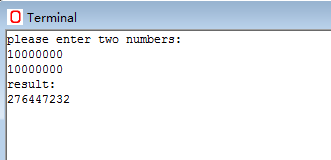 Terminal
please enter two numbers:
10000000
10000000
result:
276447232